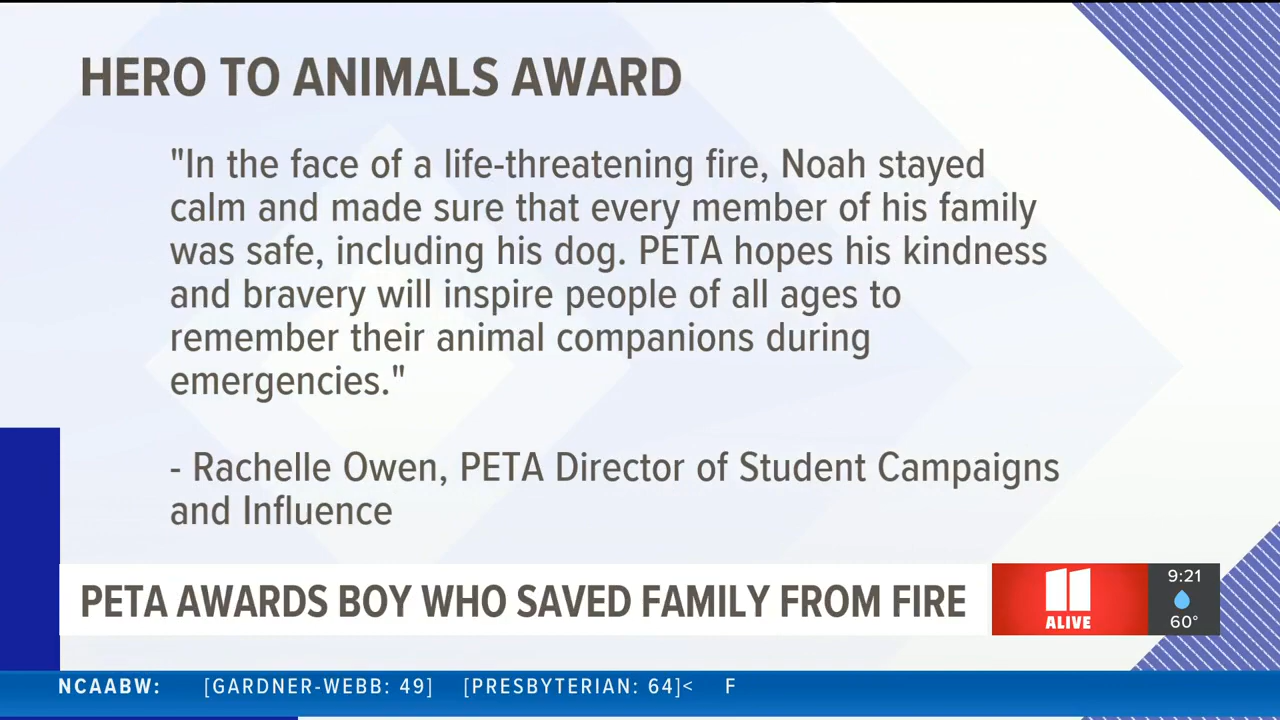 HERO TO ANIMALS AWARD
"In the face of a life-threatening fire, Noah stayed
calm and made sure that every member of his family
was safe, including his dog. PETA hopes his kindness
and bravery will inspire people of all ages to
remember their animal companions during
emergencies."
- Rachelle Owen, PETA Director of Student Campaigns
and Influence
PETA AWARDS BOY WHO SAVED FAMILY FROM FIRE
11
ALIVE
9:21
60°
NCAABW: [GARDNER-WEBB: 49] [PRESBYTERIAN: 64]< F